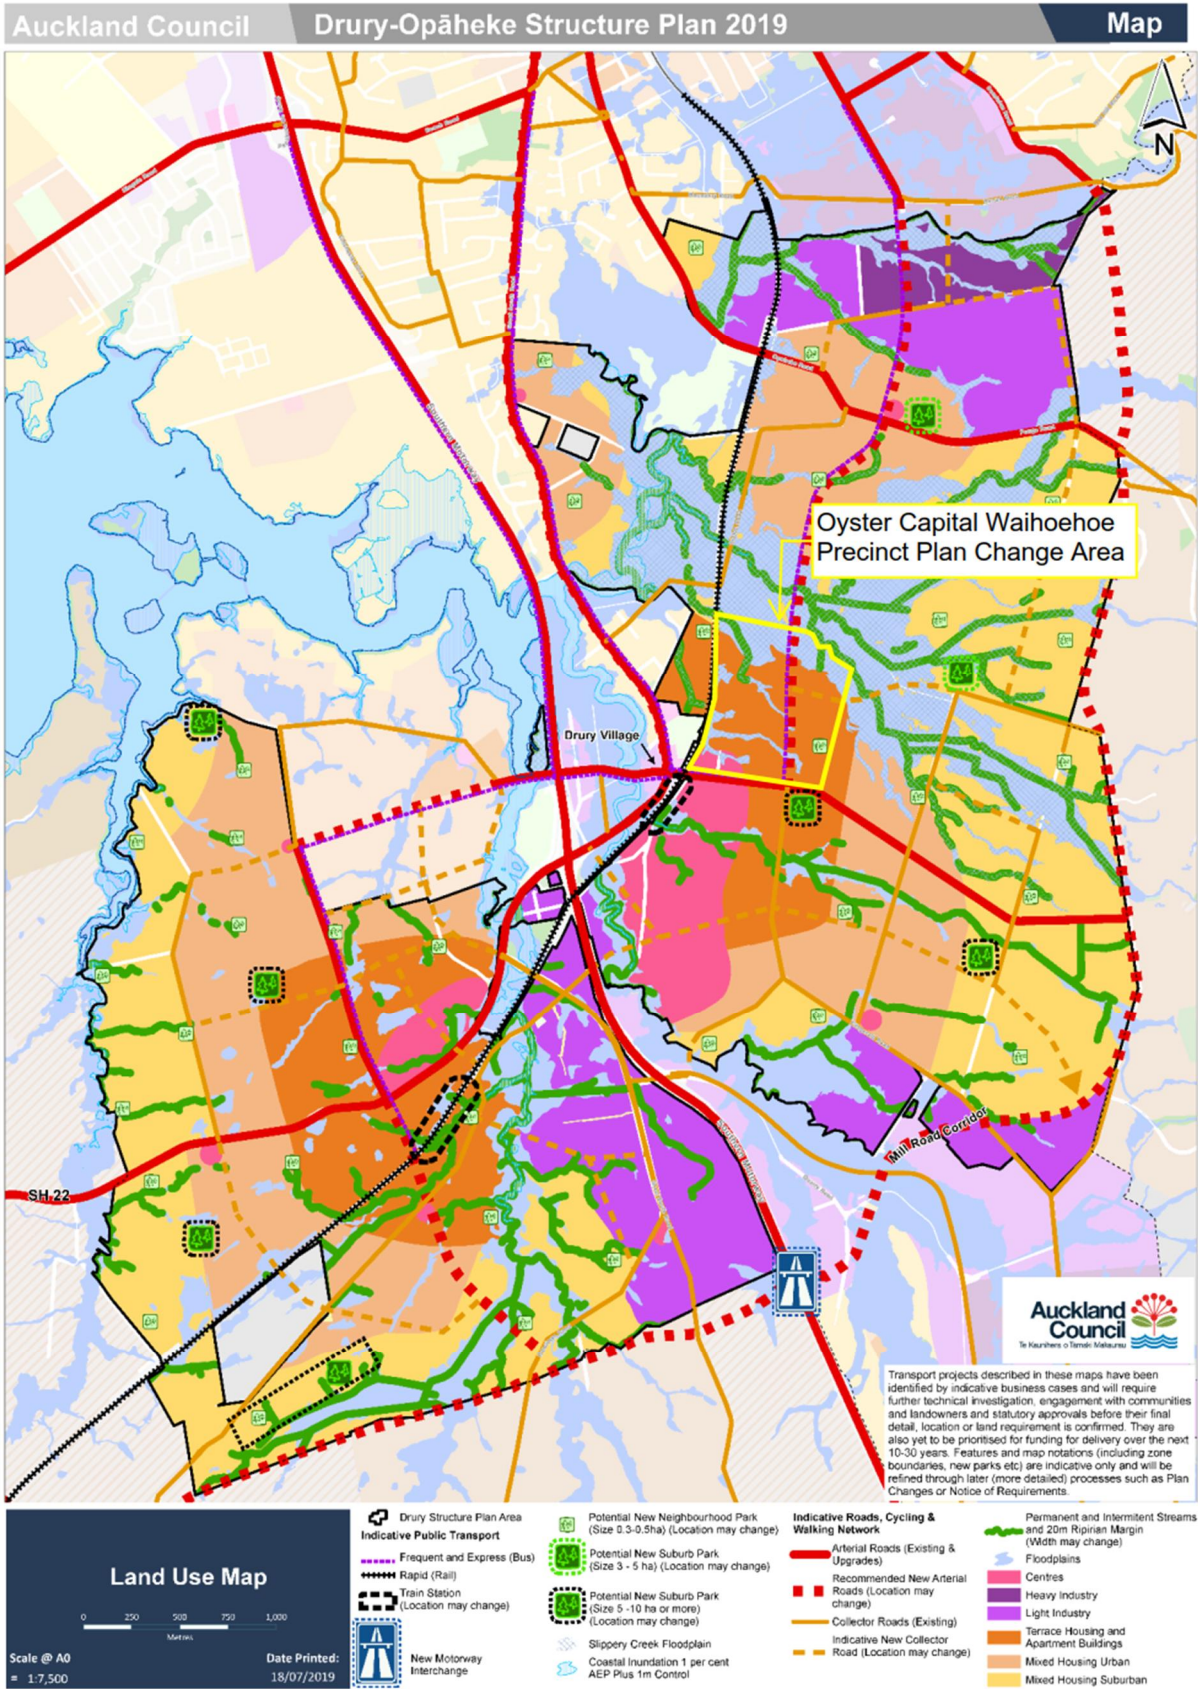 Auckland Council
Drury-Opāheke Structure Plan 2019
Map
N
Oyster Capital Waihoehoe
Precinct Plan Change Area
Drury Village
Mill Road Corridor
SH 22
Auckland
Council
Te Kaunihera o Tamaki Makaurau
Transport projects described in these maps have been
identified by indicative business cases and will require
further technical investigation, engagement with communities
and landowners and statutory approvals before their final
detail, location or land requirement is confirmed. They are
also yet to be prioritised for funding for delivery over the next
10-30 years. Features and map notations (including zone
boundaries, new parks etc) are indicative only and will be
refined through later (more detailed) processes such as Plan
Changes or Notice of Requirements.
Land Use Map
0 250 500 750 1,000
Metres
Scale @ A0
= 1:7,500
Date Printed:
18/07/2019
Drury Structure Plan Area
Indicative Public Transport
Frequent and Express (Bus)
Rapid (Rail)
Train Station
(Location may change)
New Motorway
Interchange
Potential New Neighbourhood Park
(Size 0.3-0.5ha) (Location may change)
Potential New Suburb Park
(Size 3 - 5 ha) (Location may change)
Potential New Suburb Park
(Size 5 -10 ha or more)
(Location may change)
Slippery Creek Floodplain
Coastal Inundation 1 per cent
AEP Plus 1m Control
Indicative Roads, Cycling &
Walking Network
Arterial Roads (Existing &
Upgrades)
Recommended New Arterial
Roads (Location may
change)
Collector Roads (Existing)
Indicative New Collector
Road (Location may change)
Permanent and Intermitent Streams
and 20m Ripirian Margin
(Width may change)
Floodplains
Centres
Heavy Industry
Light Industry
Terrace Housing and
Apartment Buildings
Mixed Housing Urban
Mixed Housing Suburban